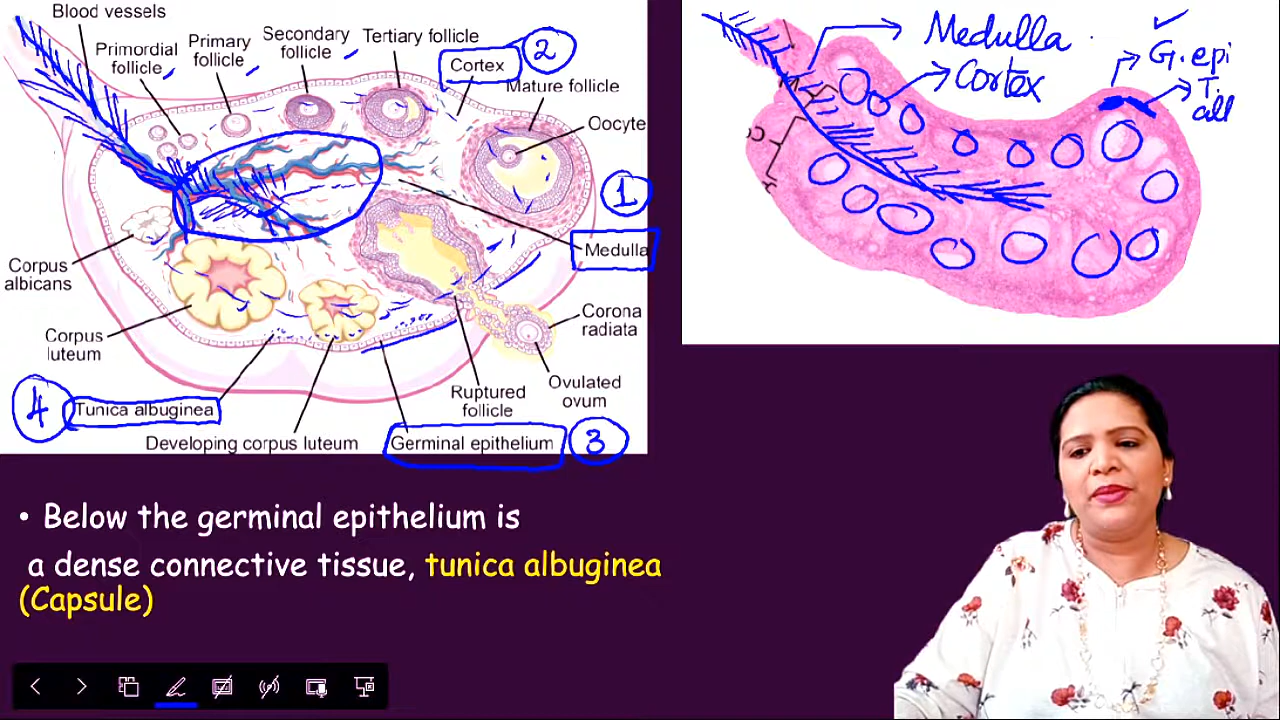 Blood vessels
Primordial
follicle
Primary
follicle
Secondary
follicle
Tertiary follicle
Cortex
2
Mature follicle
Oocyte
1
Medulla
Corpus
albicans
Corpus
luteum
Corona
radiata
Ovulated
ovum
Ruptured
follicle
4
Tunica albuginea
Developing corpus luteum
Germinal epithelium
3
Medulla
Cortex
G. epi
T.
all
• Below the germinal epithelium is
a dense connective tissue, tunica albuginea
(Capsule)